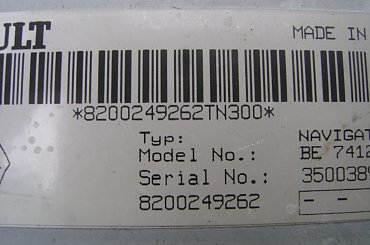 ULT MADE IN
*8200249262TN300*
Typ: NAVIGAT
Model No.: BE 7412
Serial No.: 350038
8200249262 - -